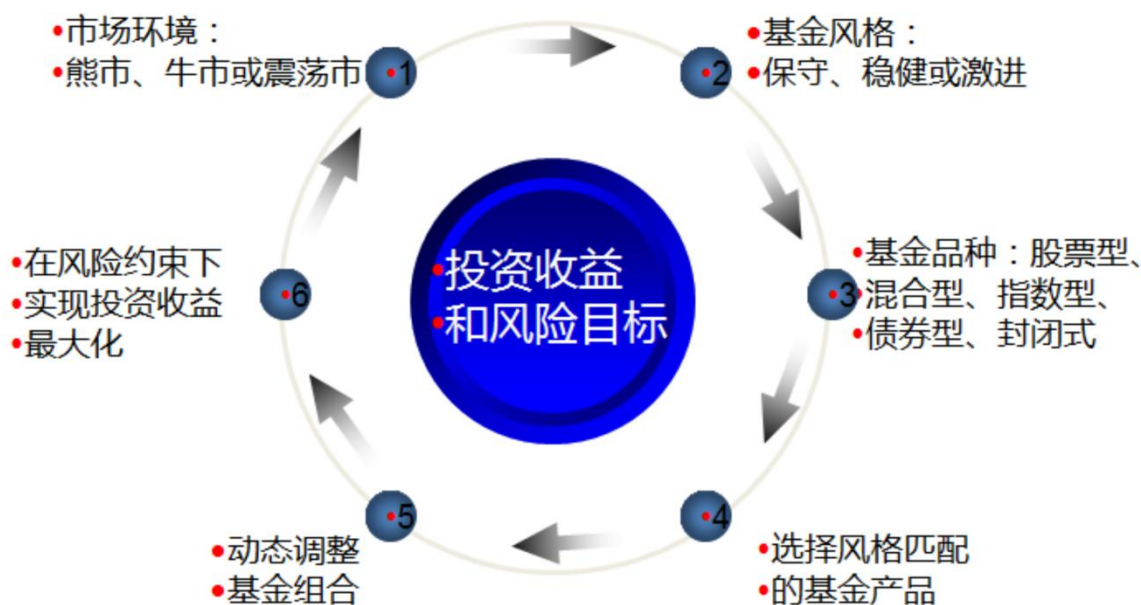 •市场环境：
•熊市、牛市或震荡市
•1
•2
•基金风格：
•保守、稳健或激进
•基金品种：股票型、
•3
•混合型、指数型、
•债券型、封闭式
•4
•选择风格匹配
•的基金产品
•5
•动态调整
•基金组合
•6
•在风险约束下
•实现投资收益
•最大化
•投资收益
•和风险目标